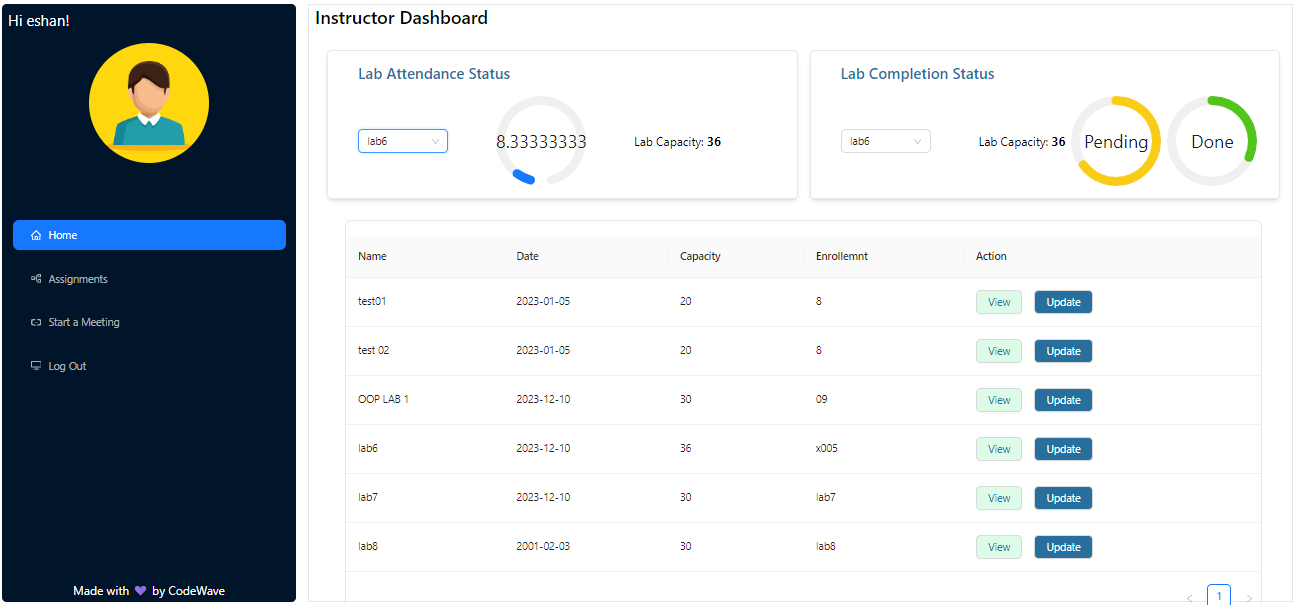 Hi eshan!
Home
Assignments
Start a Meeting
Log Out
Made with 💜 by CodeWave
Instructor Dashboard
Lab Attendance Status
lab6
8.33333333
Lab Capacity: 36
Lab Completion Status
lab6
Lab Capacity: 36
Pending
Done
Name Date Capacity Enrollemnt Action
test01 2023-01-05 20 8 View Update
test 02 2023-01-05 20 8 View Update
OOP LAB 1 2023-12-10 30 09 View Update
lab6 2023-12-10 36 x005 View Update
lab7 2023-12-10 30 lab7 View Update
lab8 2001-02-03 30 lab8 View Update
< 1 >